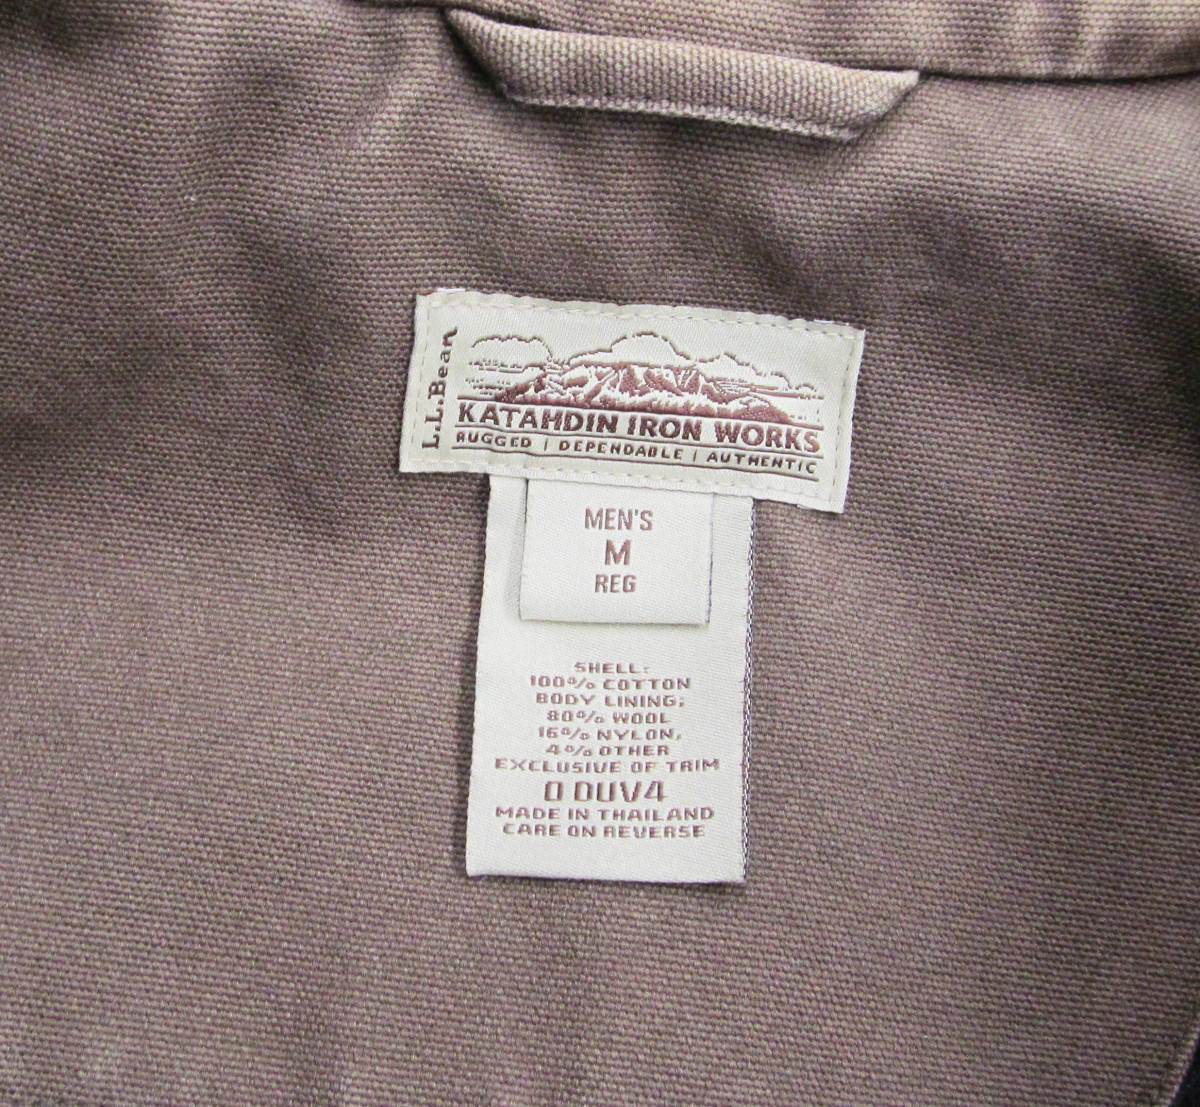 L.L.Bean
KATAHDIN IRON WORKS
RUGGED | DEPENDABLE | AUTHENTIC
MEN'S
M
REG
SHELL:
100% COTTON
BODY LINING:
80% WOOL
16% NYLON,
4% OTHER
EXCLUSIVE OF TRIM
0 DUV4
MADE IN THAILAND
CARE ON REVERSE